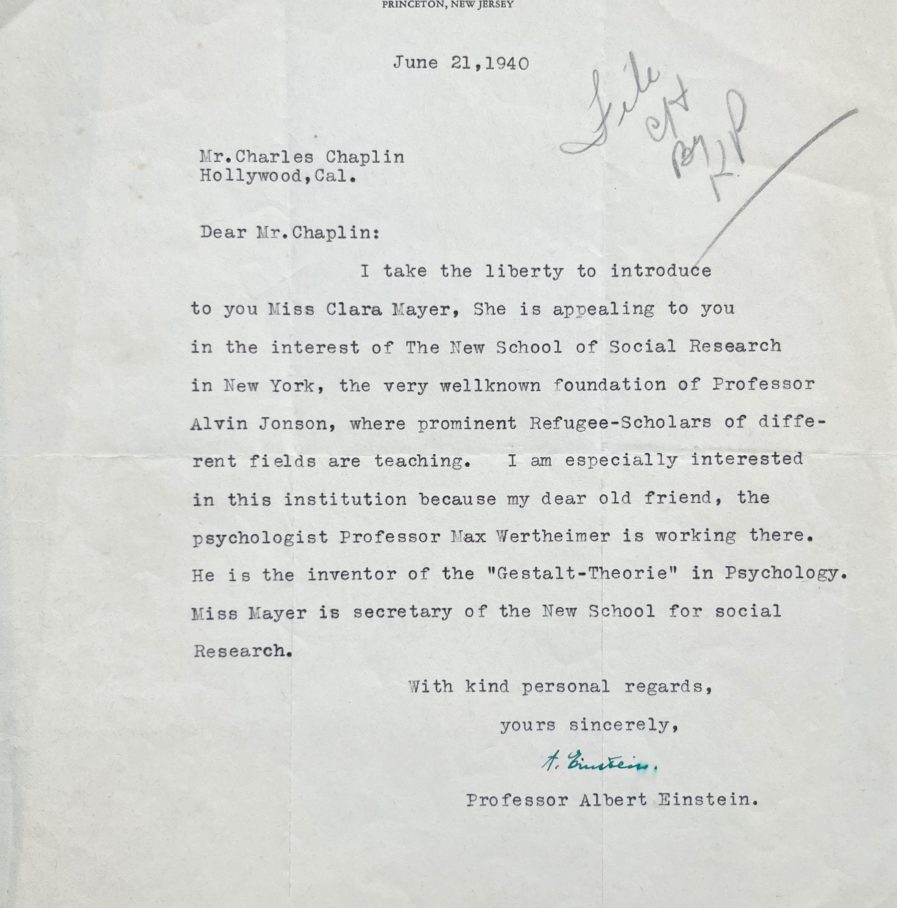 PRINCETON, NEW JERSEY
June 21,1940
File
By
K.P
Mr.Charles Chaplin
Hollywood,Cal.
Dear Mr.Chaplin:
I take the liberty to introduce
to you Miss Clara Mayer, She is appealing to you
in the interest of The New School of Social Research
in New York, the very wellknown foundation of Professor
Alvin Jonson, where prominent Refugee-Scholars of diffe-
rent fields are teaching. I am especially interested
in this institution because my dear old friend, the
psychologist Professor Max Wertheimer is working there.
He is the inventor of the "Gestalt-Theorie" in Psychology.
Miss Mayer is secretary of the New School for social
Research.
With kind personal regards,
yours sincerely,
A. Einstein.
Professor Albert Einstein.